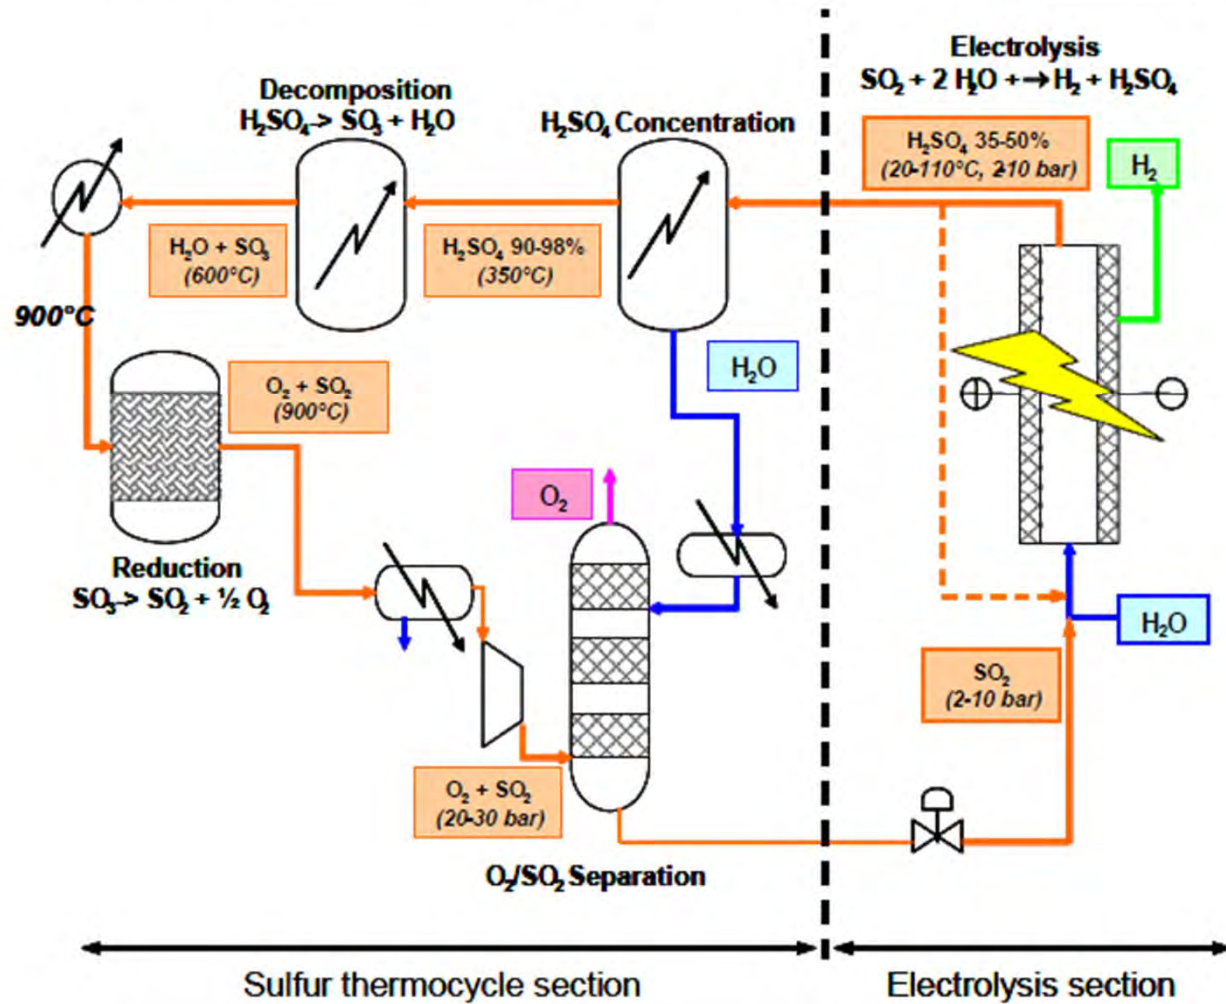 Electrolysis
SO₂ + 2 H₂O + → H₂ + H₂SO₄
Decomposition
H₂SO₄-> SO₃ + H₂O
H₂SO₄ Concentration
H₂SO₄ 35-50%
(20-110°C, 2-10 bar)
H₂
H₂O + SO₃
(600°C)
H₂SO₄ 90-98%
(350°C)
900°C
H₂O
O₂ + SO₂
(900°C)
O₂
Reduction
SO₃-> SO₂ + ½ O₂
H₂O
SO₂
(2-10 bar)
O₂ + SO₂
(20-30 bar)
O₂/SO₂ Separation
Sulfur thermocycle section
Electrolysis section